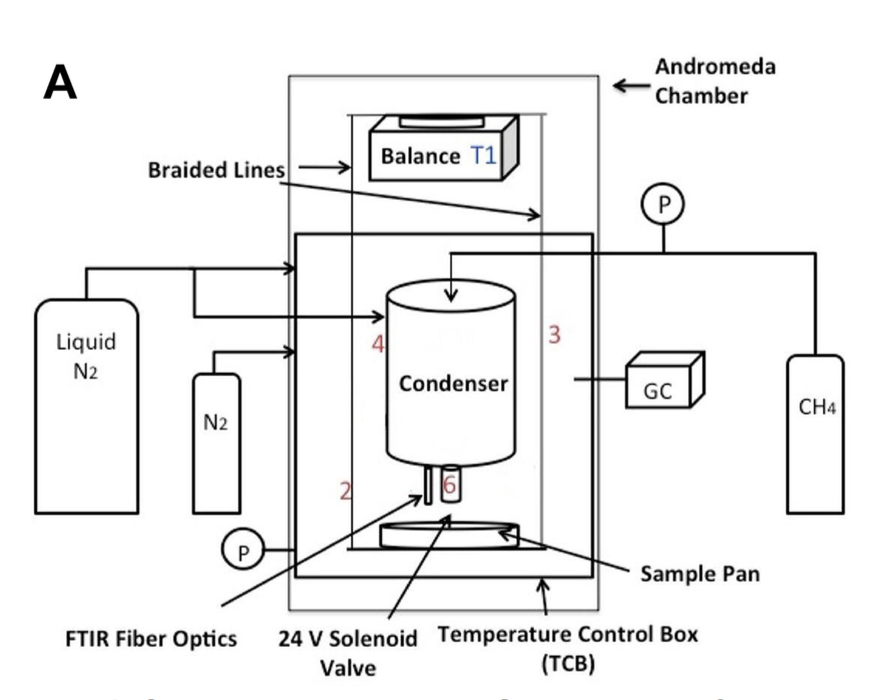 A
Andromeda
Chamber
Balance T1
Braided Lines
P
Liquid
N2
4
3
Condenser
GC
CH4
N2
2
6
P
Sample Pan
FTIR Fiber Optics
24 V Solenoid
Valve
Temperature Control Box
(TCB)